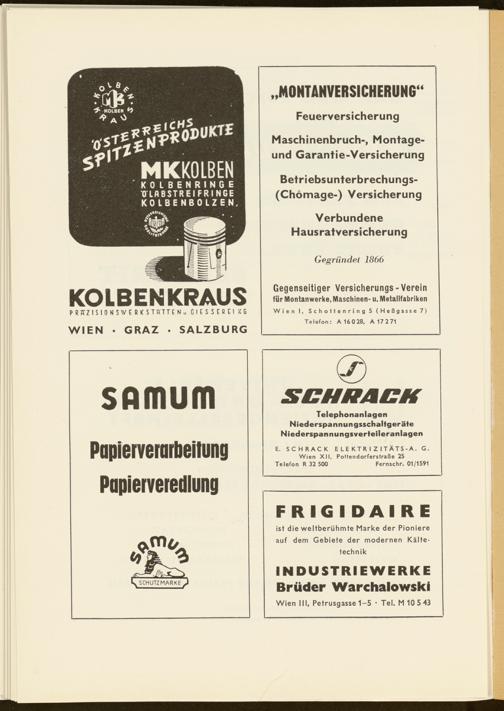 KOLBEN
MK
KOLBEN
KRAUS
ÖSTERREICHS
SPITZENPRODUKTE
MK KOLBEN
KOLBENRINGE
ÖLABSTREIFRINGE
KOLBENBOLZEN.
KOLBENKRAUS
PRÄZISIONSWERKSTÄTTEN u. GIESSEREI KG
WIEN · GRAZ · SALZBURG
„MONTANVERSICHERUNG“
Feuerversicherung
Maschinenbruch-, Montage-
und Garantie-Versicherung
Betriebsunterbrechungs-
(Chômage-) Versicherung
Verbundene
Hausratversicherung
Gegründet 1866
Gegenseitiger Versicherungs-Verein
für Montanwerke, Maschinen- u. Metallfabriken
Wien I, Schottenring 5 (Heßgasse 7)
Telefon: A 16 0 28, A 17 2 71
SAMUM
Papierverarbeitung
Papierveredlung
SAMUM
SCHUTZMARKE
SCHRACK
Telephonanlagen
Niederspannungsschaltgeräte
Niederspannungsverteileranlagen
E. SCHRACK ELEKTRIZITÄTS-A. G.
Wien XII, Pottendorferstraße 25
Telefon R 32 500 Fernschr. 01/1591
FRIGIDAIRE
ist die weltberühmte Marke der Pioniere
auf dem Gebiete der modernen Kälte-
technik
INDUSTRIEWERKE
Brüder Warchalowski
Wien III, Petrusgasse 1–5 · Tel. M 10 5 43